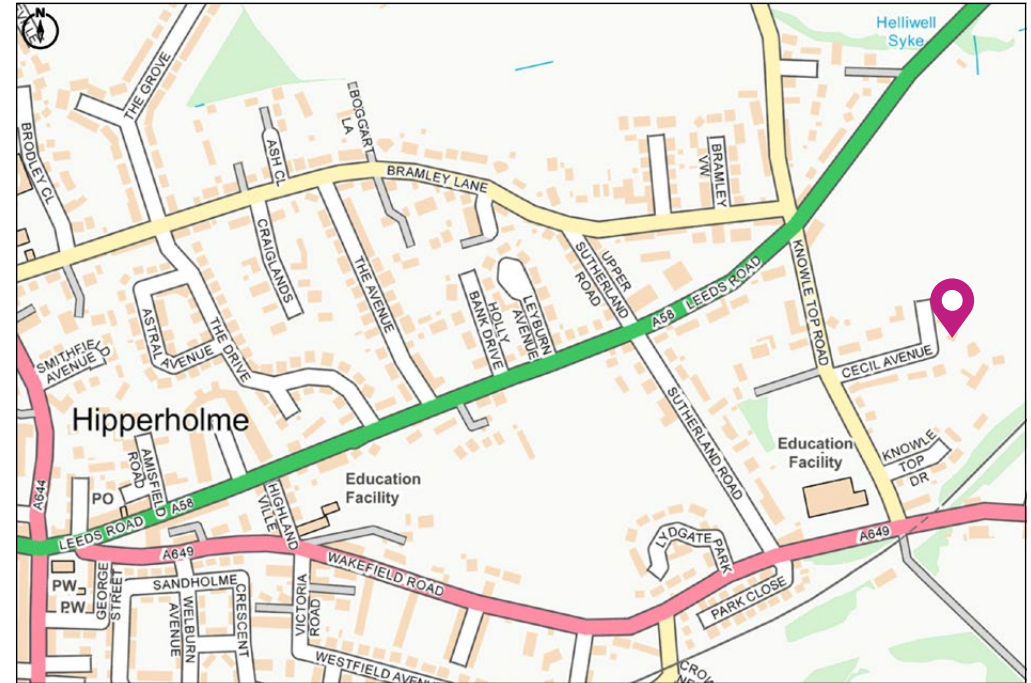 N
Helliwell
Syke
THE GROVE
BRODLEY CL
ASH CL
BOGGART
LA
BRAMLEY LANE
BRAMLEY
VW
CRAIGLANDS
THE AVENUE
UPPER
SUTHERLAND
ROAD
A58
LEEDS ROAD
KNOWLE TOP ROAD
HOLLY
BANK DRIVE
LEYBURN
AVENUE
ASTRAL AVENUE
THE DRIVE
SMITHFIELD
AVENUE
CECIL AVENUE
Hipperholme
SUTHERLAND ROAD
Education
Facility
KNOWLE
TOP
DR
A644
AMISFIELD
ROAD
PO
HIGHLAND
VILLE
Education
Facility
LEEDS ROAD
A58
A649
WAKEFIELD ROAD
LYDGATE PARK
A649
PARK CLOSE
PW
PW
GEORGE
STREET
SANDHOLME
CRESCENT
WELBURN
AVENUE
VICTORIA
ROAD
WESTFIELD AVENUE